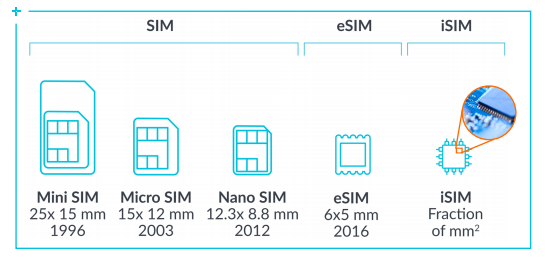 SIM
eSIM
iSIM
Mini SIM
25x 15 mm
1996
Micro SIM
15x 12 mm
2003
Nano SIM
12.3x 8.8 mm
2012
eSIM
6x5 mm
2016
iSIM
Fraction
of mm²